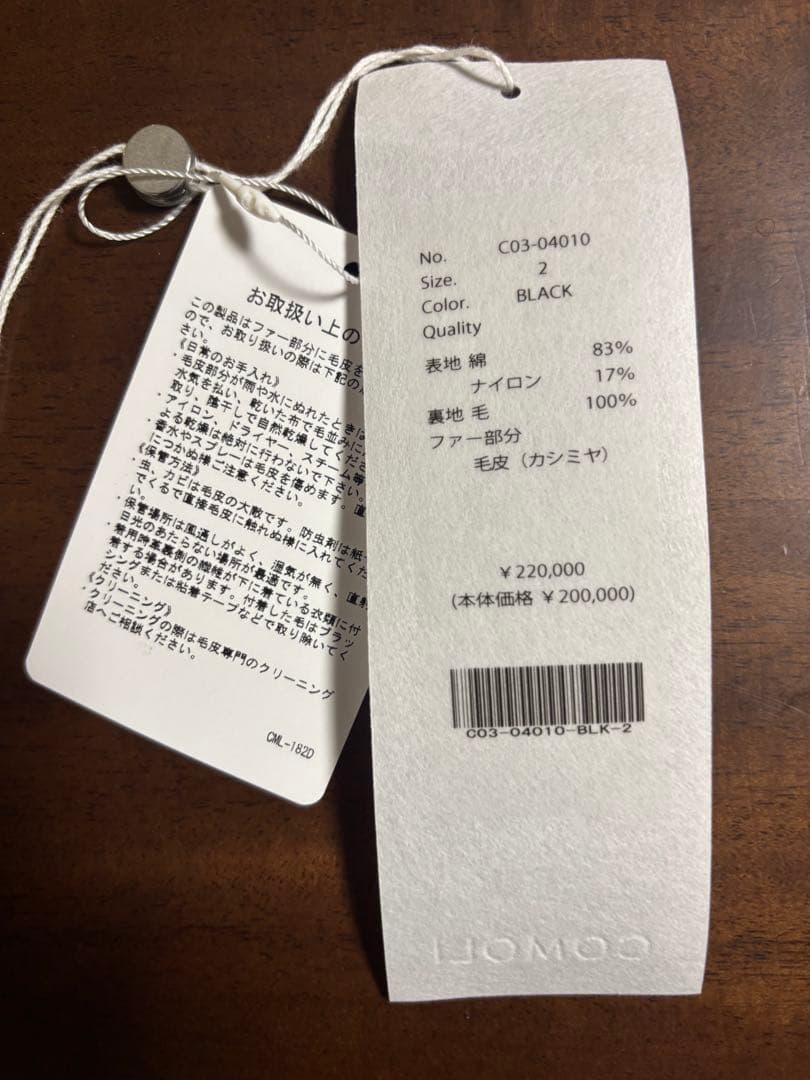 お取扱い上の
この製品はファー部分に毛皮を
ので、お取り扱いの際は下記の
さい。
《日常のお手入れ》
・毛皮部分が雨や水にぬれたときは
水気を払い、乾いた布で毛並みに
取り、陰干しで自然乾燥してくださ
・アイロン、ドライヤー、スチーム等
よる乾燥は絶対に行わないで下さい。
香水やスプレーは毛皮を傷めます。直
につかぬ様ご注意ください。
《保管方法》
虫、カビは毛皮の大敵です。防虫剤は紙
でくるで直接毛皮に触れぬ様に入れてくだ
い。
・保管場所は風通しがよく、湿気が無く、直射
日光のあたらない場所が最適です。
・着用時裏側の繊維が下に着ている衣類に付
着する場合があります。付着した毛はブラッ
シングまたは粘着テープなどで取り除いてく
ださい。
《クリーニング》
・クリーニングの際は毛皮専門のクリーニング
店へご相談ください。
CML-182D
No. C03-04010
Size. 2
Color. BLACK
Quality
表地 綿 83%
ナイロン 17%
裏地 毛 100%
ファー部分
毛皮（カシミヤ）
￥220,000
(本体価格 ￥200,000)
C03-04010-BLK-2
COMOLI